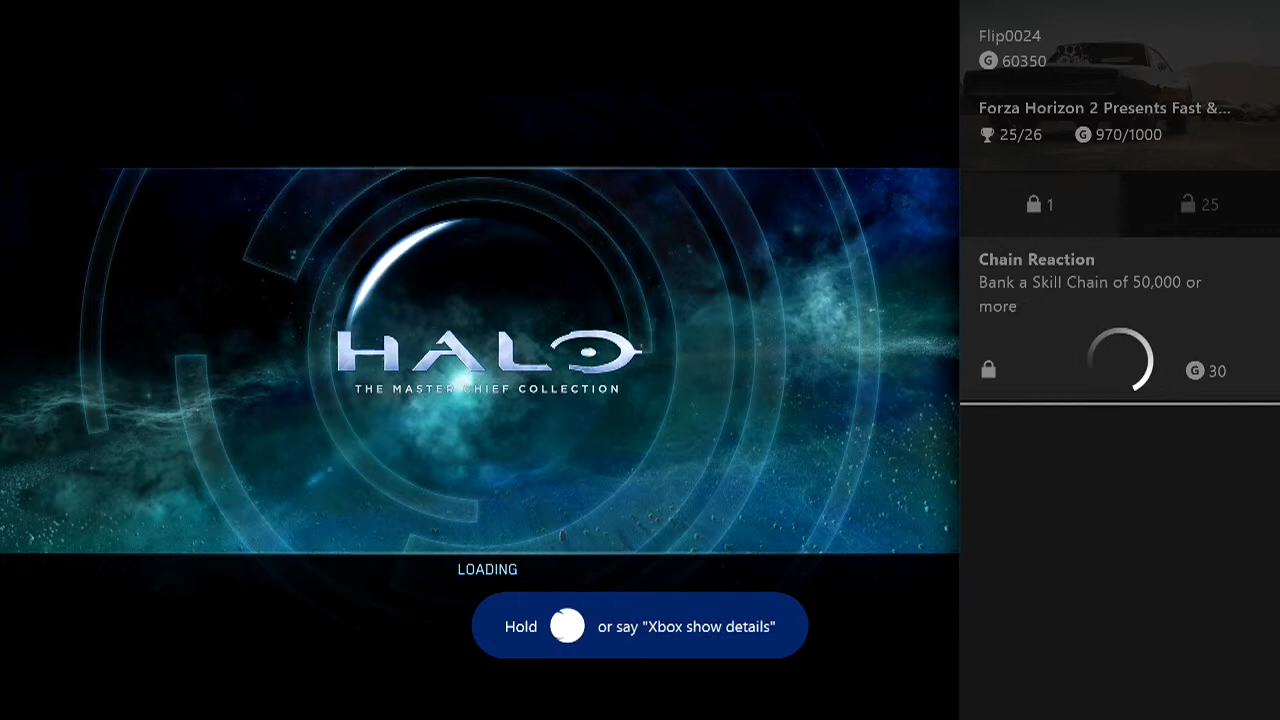 HALO
THE MASTER CHIEF COLLECTION
LOADING
Hold or say "Xbox show details"
Flip0024
G 60350
Forza Horizon 2 Presents Fast &...
25/26 G 970/1000
1 25
Chain Reaction
Bank a Skill Chain of 50,000 or
more
G 30